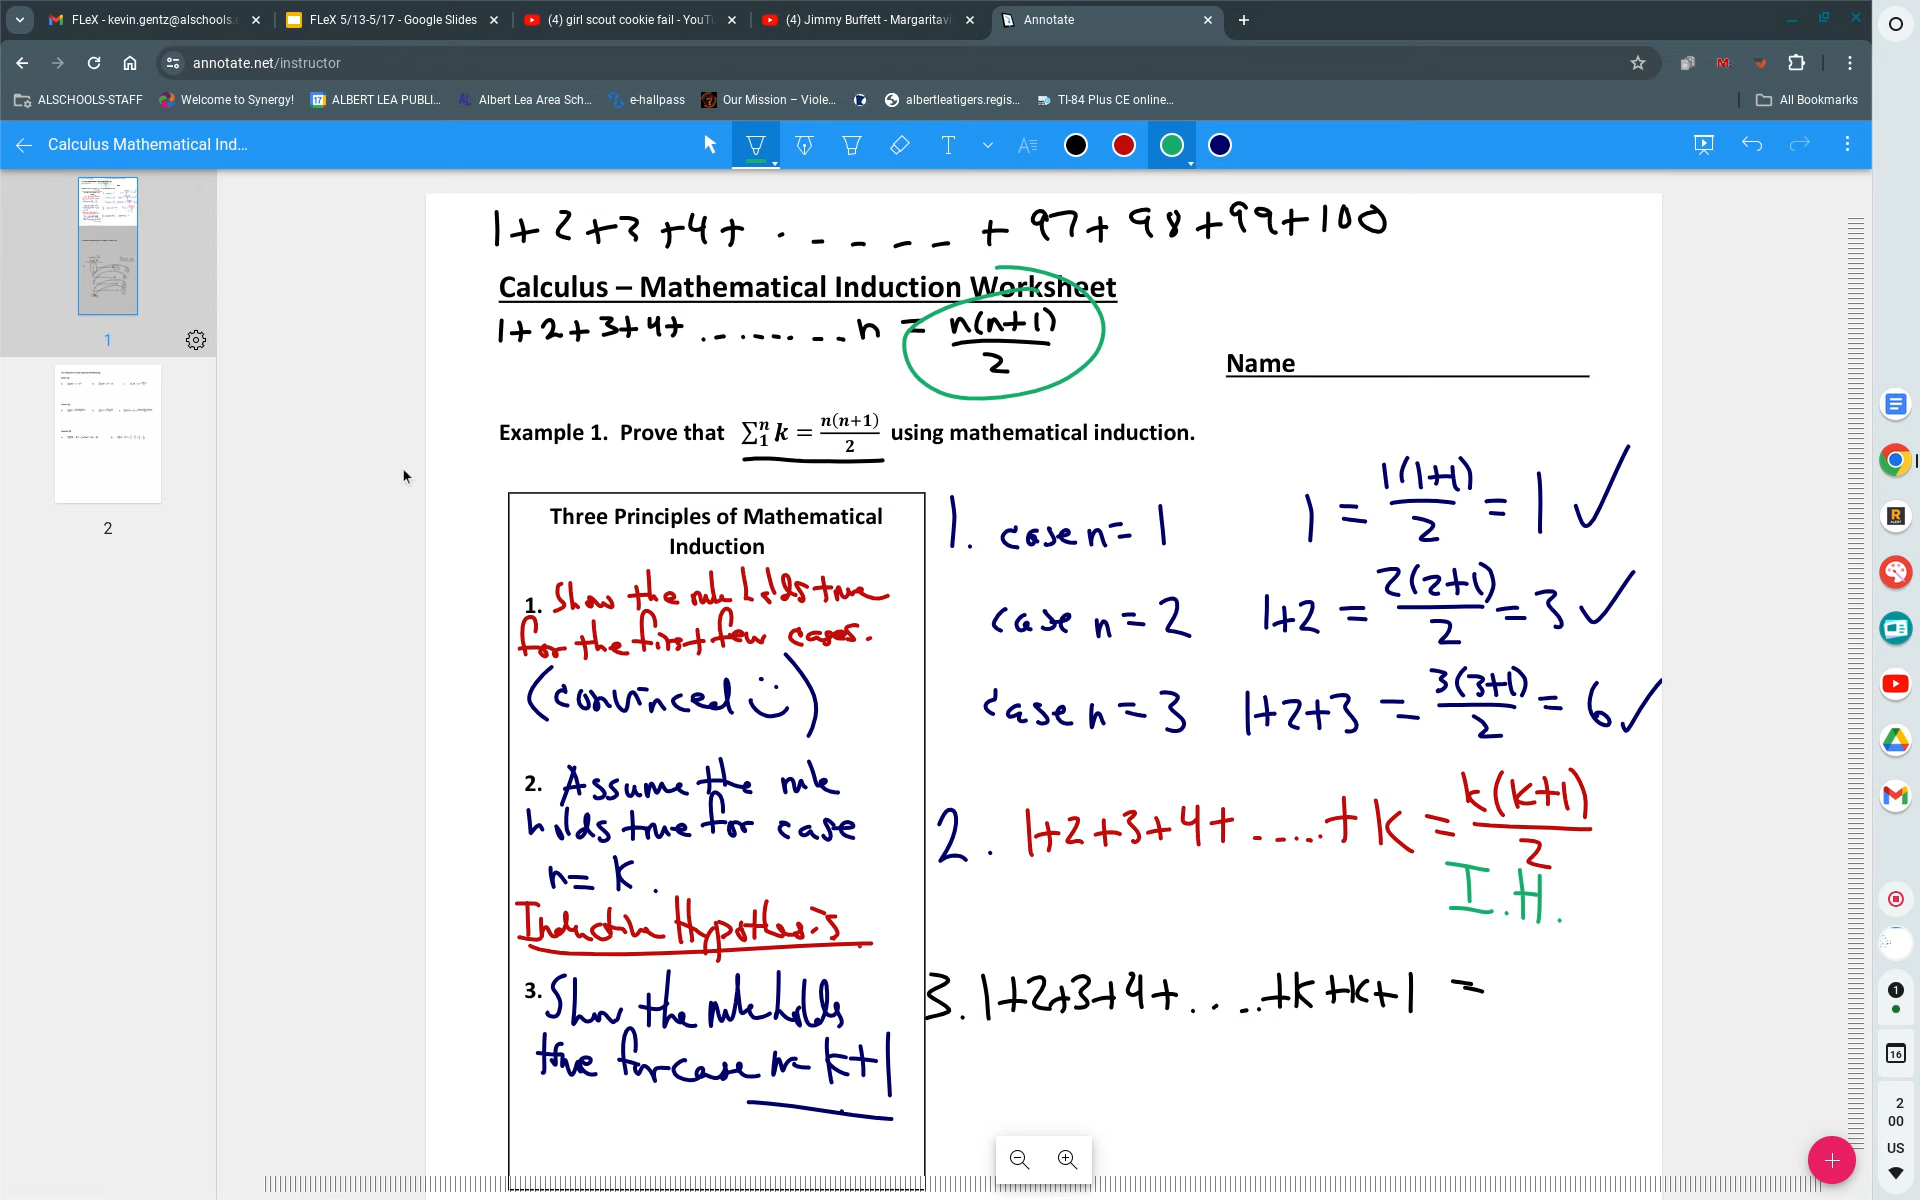 FLeX - kevin.gentz@alschools.
FLeX 5/13-5/17 - Google Slides
(4) girl scout cookie fail - YouTu
(4) Jimmy Buffett - Margaritavi
Annotate
annotate.net/instructor
ALSCHOOLS-STAFF
Welcome to Synergy!
ALBERT LEA PUBLI...
Albert Lea Area Sch...
e-hallpass
Our Mission – Viole...
albertleatigers.regis...
TI-84 Plus CE online...
All Bookmarks
Calculus Mathematical Ind...
1
2
1+2+3+4+ . - - - - + 97+98+99+100
Calculus – Mathematical Induction Worksheet
1+2+3+4+ .-.--.. -.. n = n(n+1)/2
Name
Example 1. Prove that ∑₁ⁿ k = n(n+1)/2 using mathematical induction.
Three Principles of Mathematical
Induction
1. Show the rule holds true
for the first few cases.
(convinced ¨)
2. Assume the rule
holds true for case
n= k.
Inductive Hypothesis
3. Show the rule holds
true for case n= k+1
1. case n= 1 1 = 1(1+1)/2 = 1 ✓
case n = 2 1+2 = 2(2+1)/2 = 3 ✓
case n = 3 1+2+3 = 3(3+1)/2 = 6 ✓
2. 1+2+3+4+ .....+ k = k(k+1)/2
I.H.
3. 1+2+3+4+. . ..+k+k+1 =
16
2
00
US